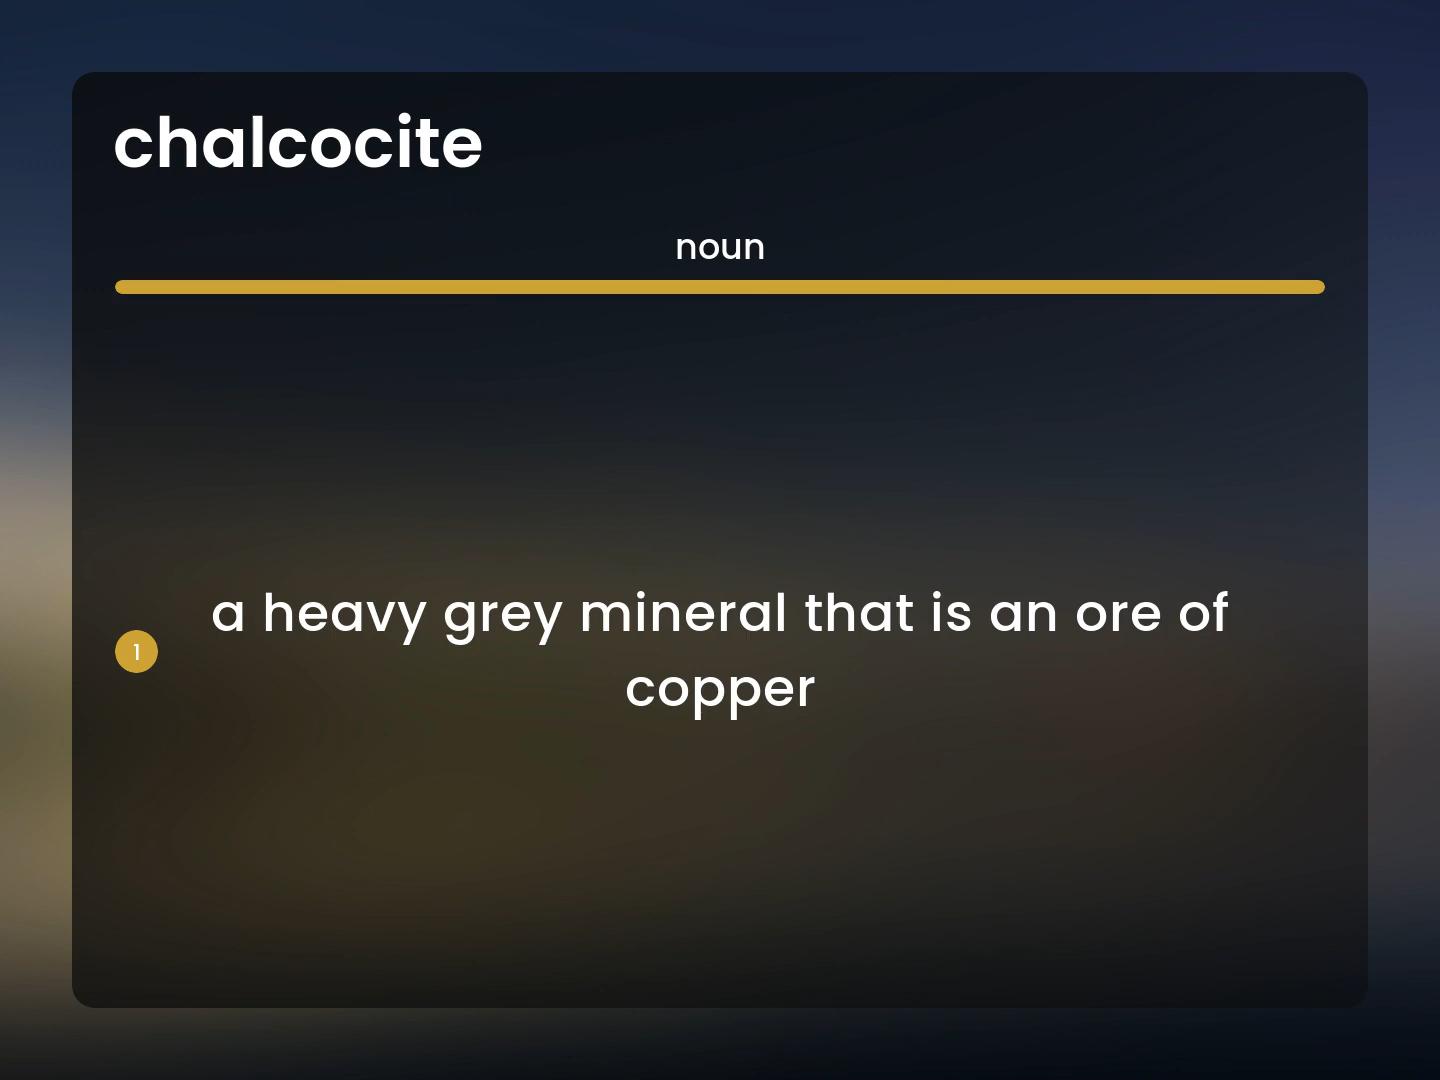 chalcocite
noun
1
a heavy grey mineral that is an ore of
copper